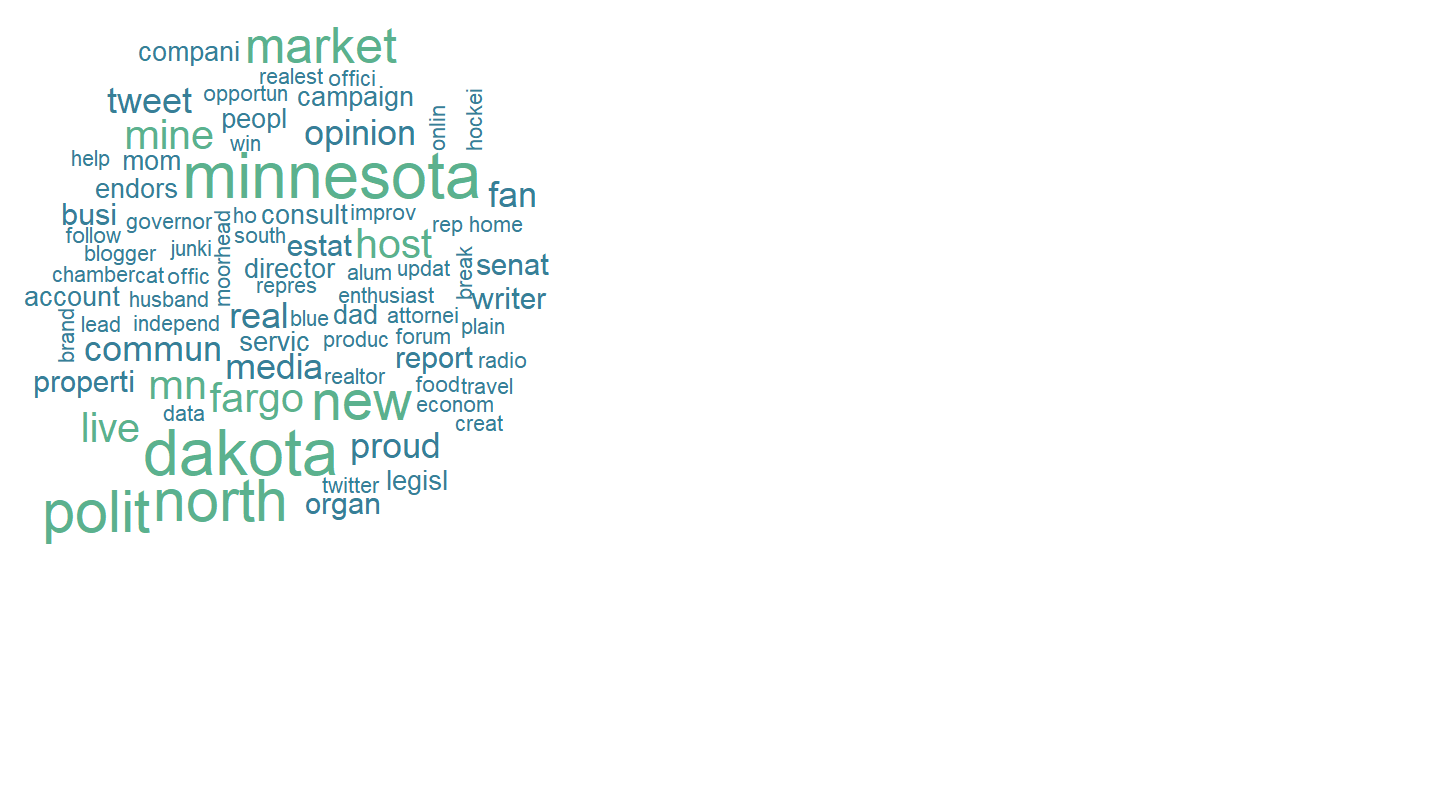 compani market
realest offici
tweet opportun campaign
mine peopl opinion onlin hockei
win
help mom minnesota
endors fan
busi governor moorhead ho consult improv
rep home
follow junki south estat host
blogger break senat
chamber cat offic director alum updat
account husband repres enthusiast writer
brand lead independ real blue dad attornei
plain
commun servic produc forum
media report radio
properti mn fargo realtor new food travel
data econom
live creat
dakota proud
polit north twitter legisl
organ